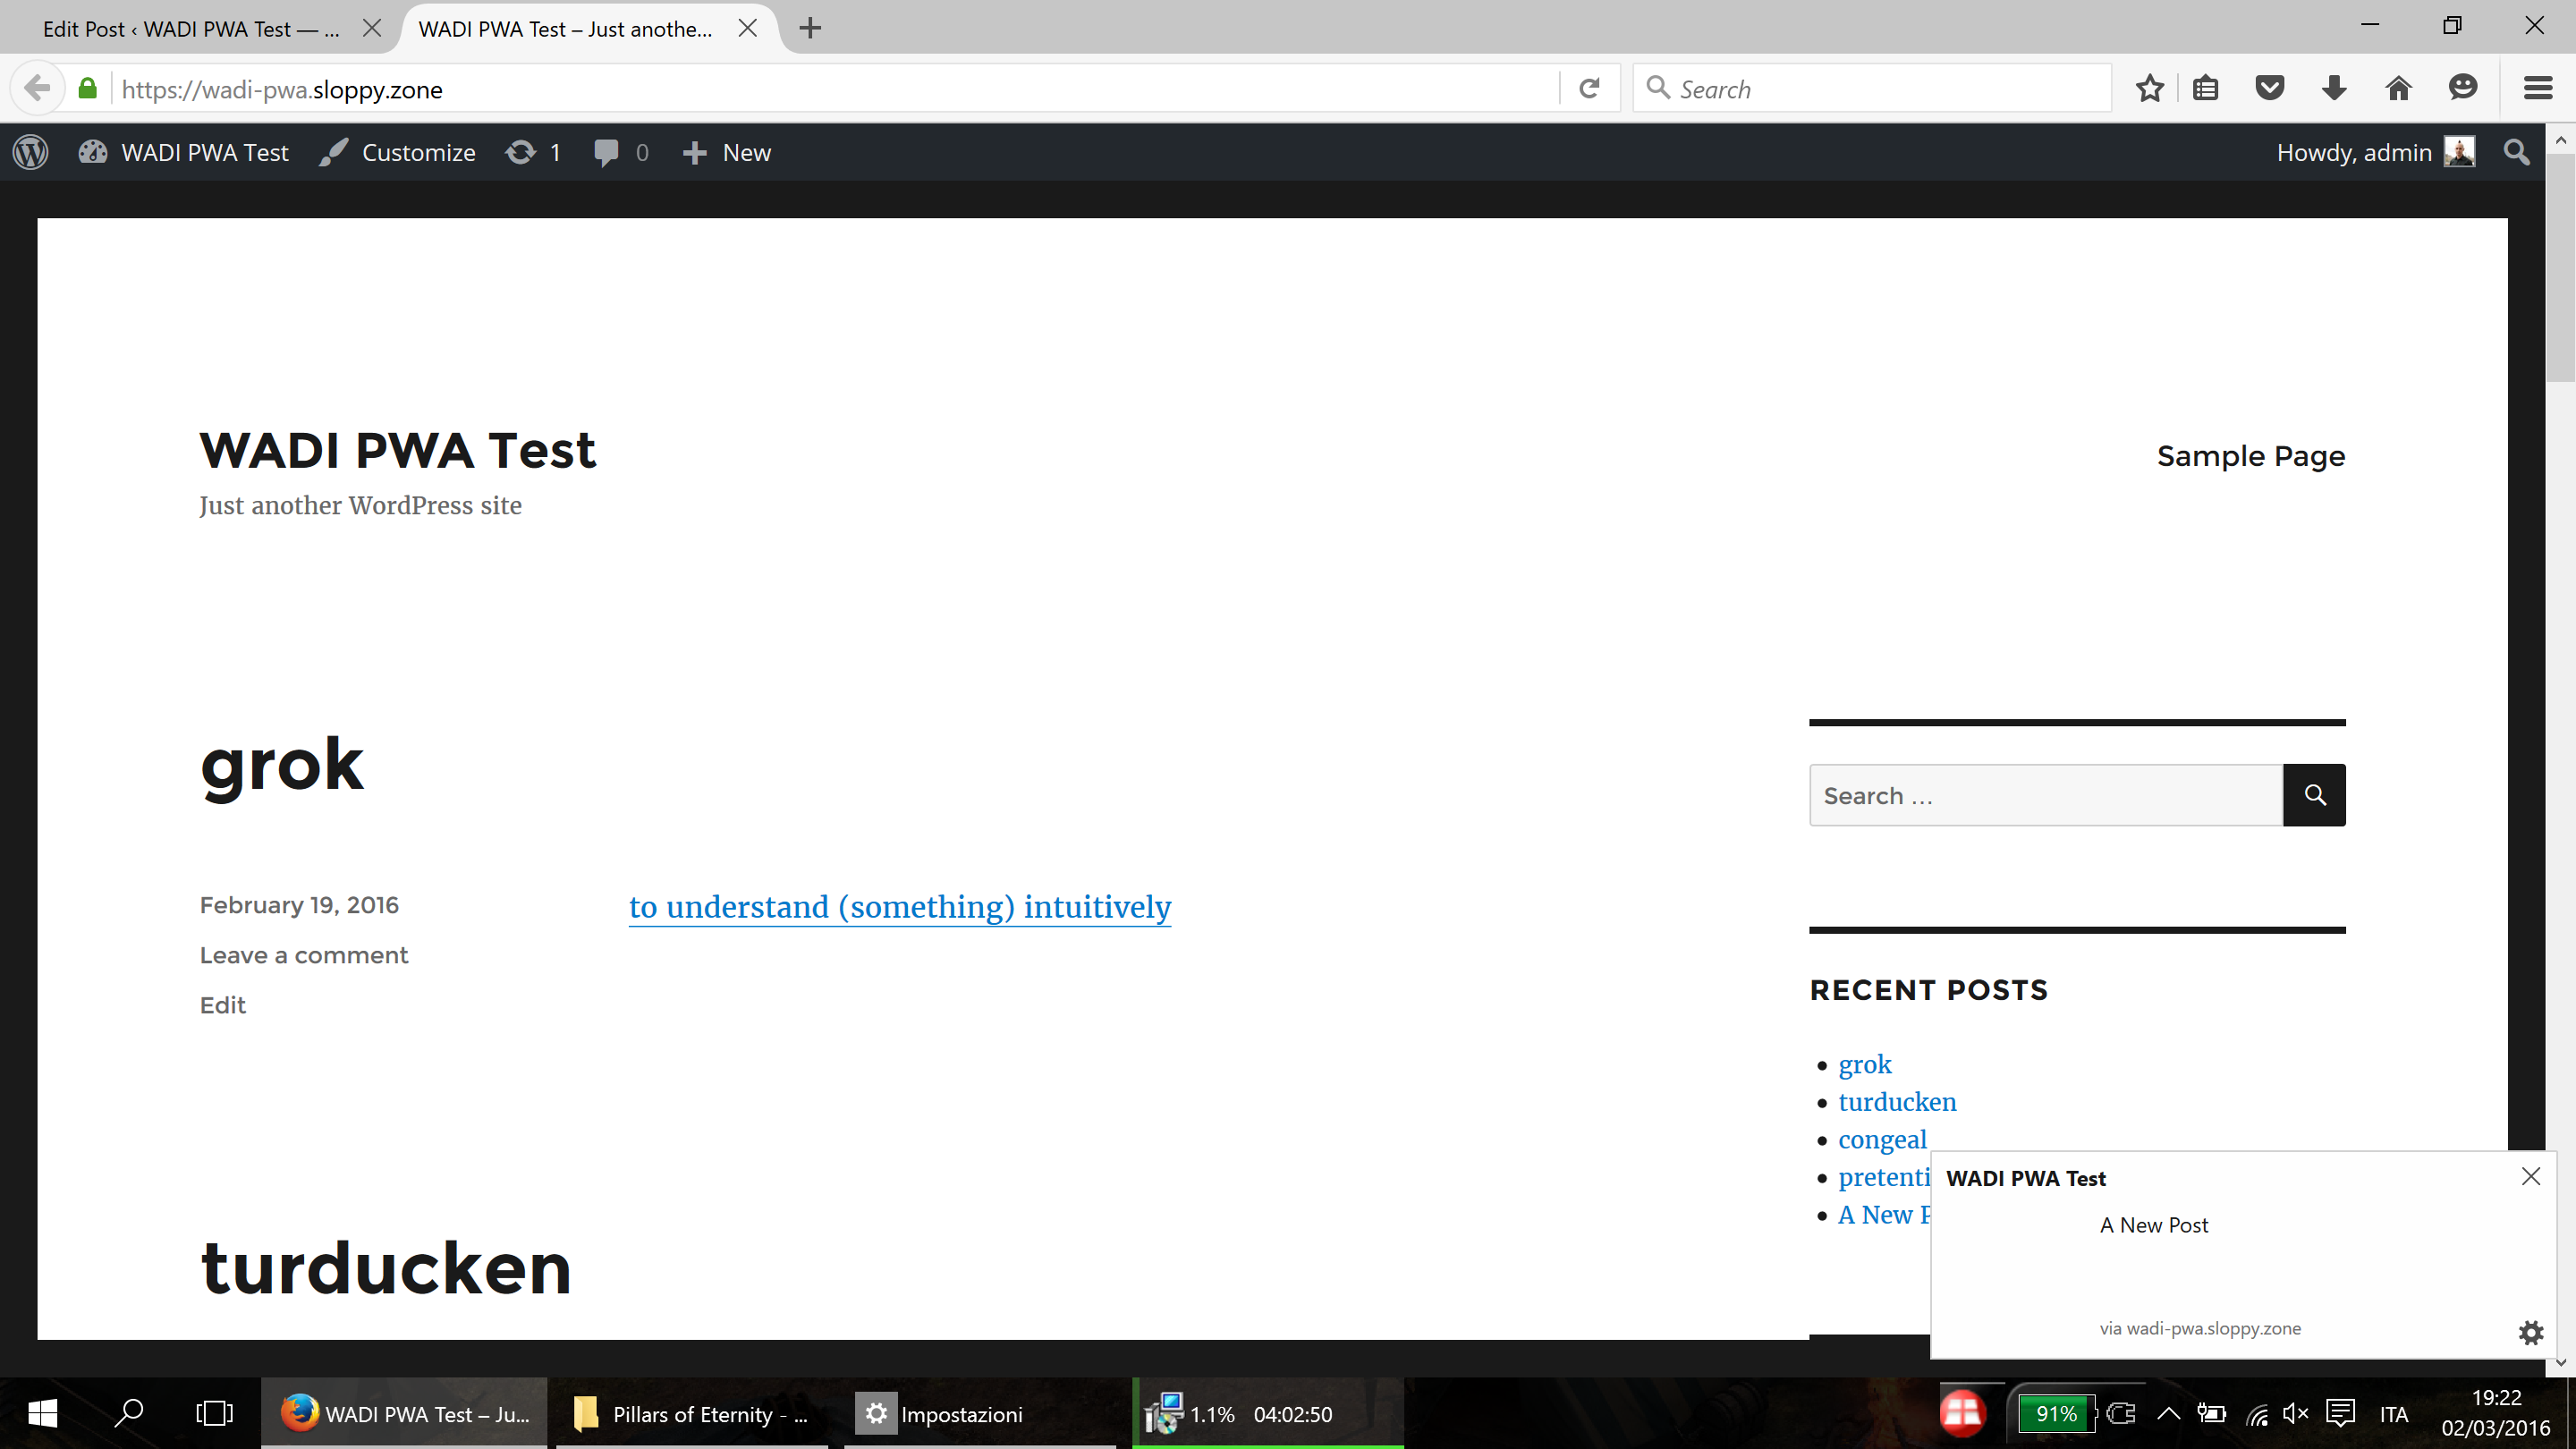 Edit Post ‹ WADI PWA Test — ...
WADI PWA Test – Just anothe...
https://wadi-pwa.sloppy.zone
Search
WADI PWA Test
Customize
1
0
New
Howdy, admin
WADI PWA Test
Just another WordPress site
Sample Page
grok
February 19, 2016
Leave a comment
Edit
to understand (something) intuitively
Search …
RECENT POSTS
grok
turducken
congeal
pretenti
A New P
turducken
WADI PWA Test
A New Post
via wadi-pwa.sloppy.zone
WADI PWA Test – Ju...
Pillars of Eternity - ...
Impostazioni
1.1% 04:02:50
91%
ITA
19:22
02/03/2016